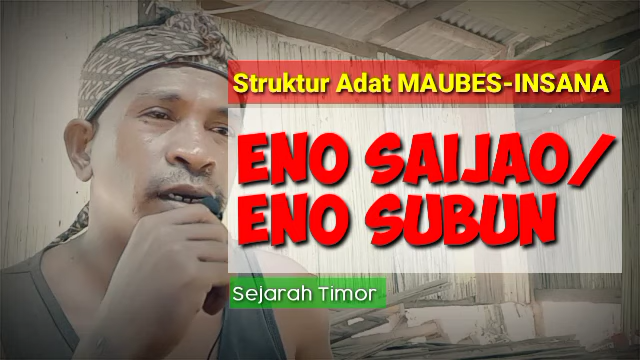 Struktur Adat MAUBES-INSANA
ENO SAIJAO/
ENO SUBUN
Sejarah Timor